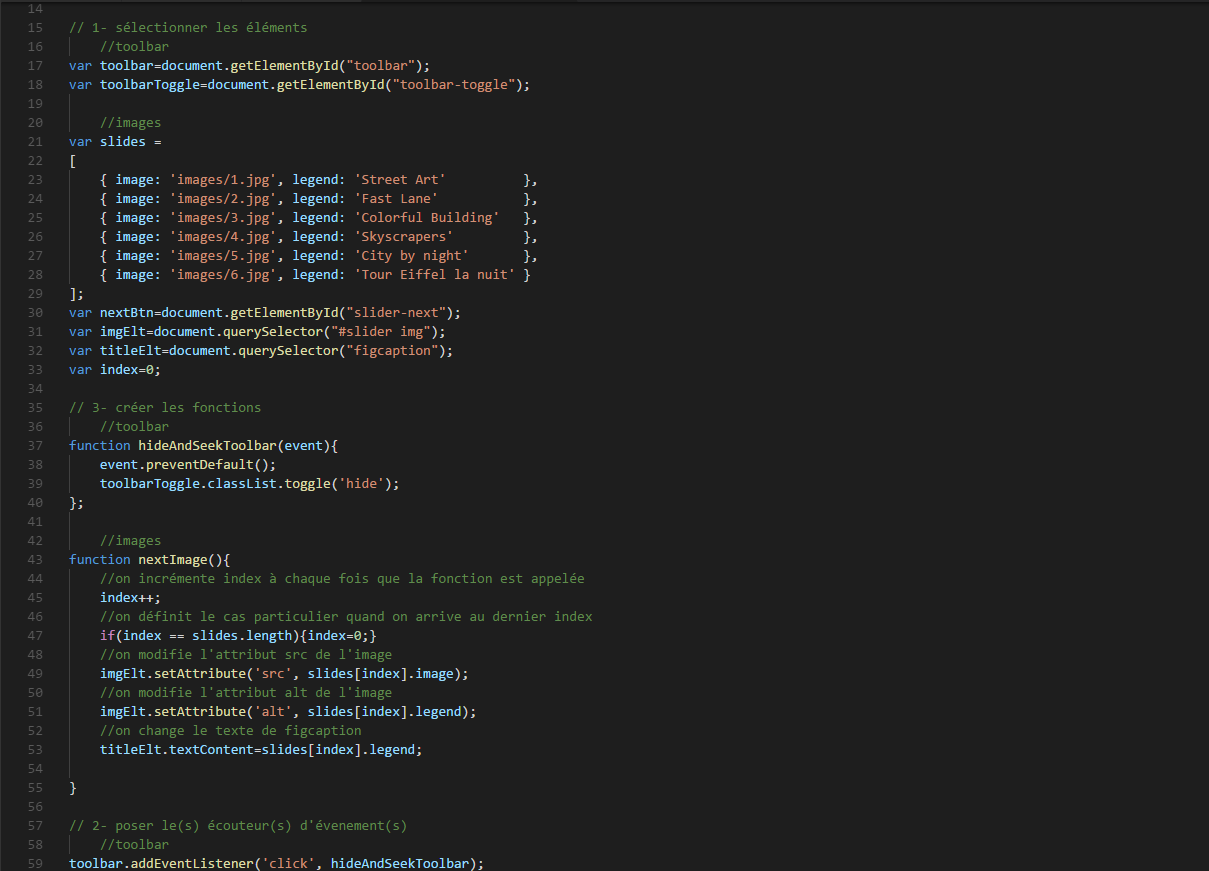 14
15 // 1- sélectionner les éléments
16     //toolbar
17 var toolbar=document.getElementById("toolbar");
18 var toolbarToggle=document.getElementById("toolbar-toggle");
19
20     //images
21 var slides =
22 [
23     { image: 'images/1.jpg', legend: 'Street Art'          },
24     { image: 'images/2.jpg', legend: 'Fast Lane'           },
25     { image: 'images/3.jpg', legend: 'Colorful Building'   },
26     { image: 'images/4.jpg', legend: 'Skyscrapers'         },
27     { image: 'images/5.jpg', legend: 'City by night'       },
28     { image: 'images/6.jpg', legend: 'Tour Eiffel la nuit' }
29 ];
30 var nextBtn=document.getElementById("slider-next");
31 var imgElt=document.querySelector("#slider img");
32 var titleElt=document.querySelector("figcaption");
33 var index=0;
34
35 // 3- créer les fonctions
36     //toolbar
37 function hideAndSeekToolbar(event){
38     event.preventDefault();
39     toolbarToggle.classList.toggle('hide');
40 };
41
42     //images
43 function nextImage(){
44     //on incrémente index à chaque fois que la fonction est appelée
45     index++;
46     //on définit le cas particulier quand on arrive au dernier index
47     if(index == slides.length){index=0;}
48     //on modifie l'attribut src de l'image
49     imgElt.setAttribute('src', slides[index].image);
50     //on modifie l'attribut alt de l'image
51     imgElt.setAttribute('alt', slides[index].legend);
52     //on change le texte de figcaption
53     titleElt.textContent=slides[index].legend;
54
55 }
56
57 // 2- poser le(s) écouteur(s) d'évenement(s)
58     //toolbar
59 toolbar.addEventListener('click', hideAndSeekToolbar);